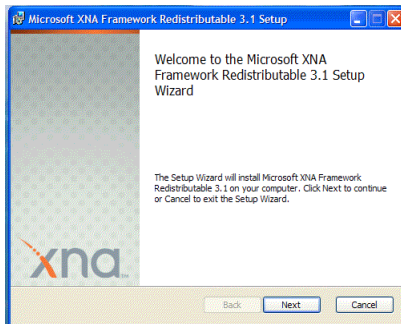 Microsoft XNA Framework Redistributable 3.1 Setup
Welcome to the Microsoft XNA
Framework Redistributable 3.1 Setup
Wizard
The Setup Wizard will install Microsoft XNA Framework
Redistributable 3.1 on your computer. Click Next to continue
or Cancel to exit the Setup Wizard.
xna
Back Next Cancel